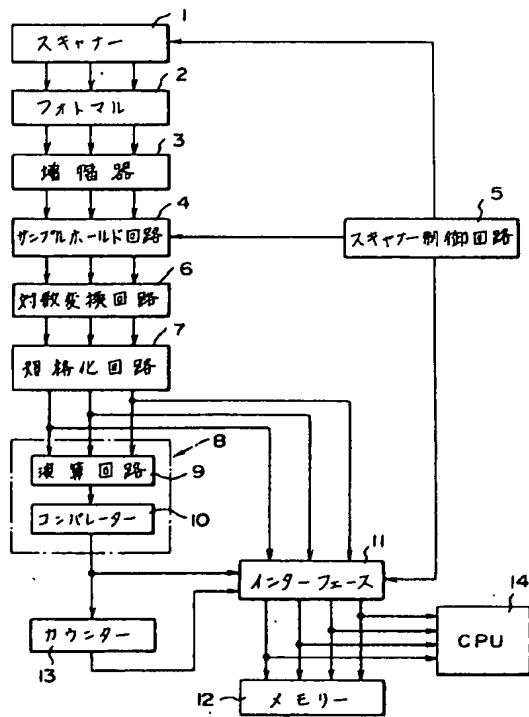 1
スキャナー
2
フォトマル
3
増幅器
4
サンプルホールド回路
5
スキャナー制御回路
6
対数変換回路
7
規格化回路
8
演算回路
9
コンパレーター
10
11
インターフェース
14
CPU
カウンター
13
12
メモリー